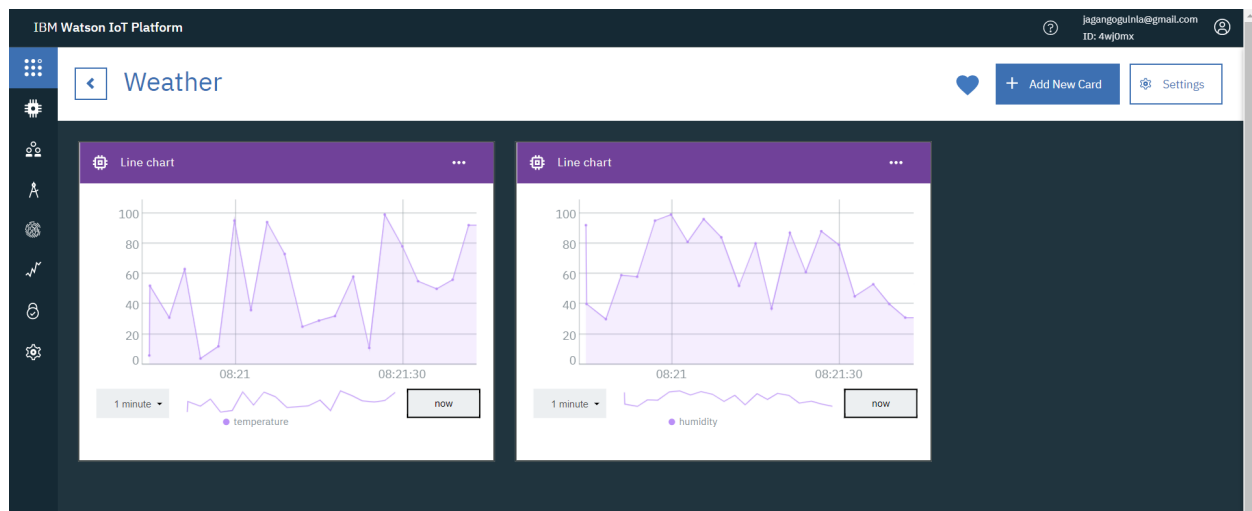 IBM Watson IoT Platform
jagangogulnla@gmail.com
ID: 4wj0mx
Weather
Add New Card
Settings
Line chart
100
80
60
40
20
0
08:21
08:21:30
1 minute
now
temperature
Line chart
100
80
60
40
20
0
08:21
08:21:30
1 minute
now
humidity